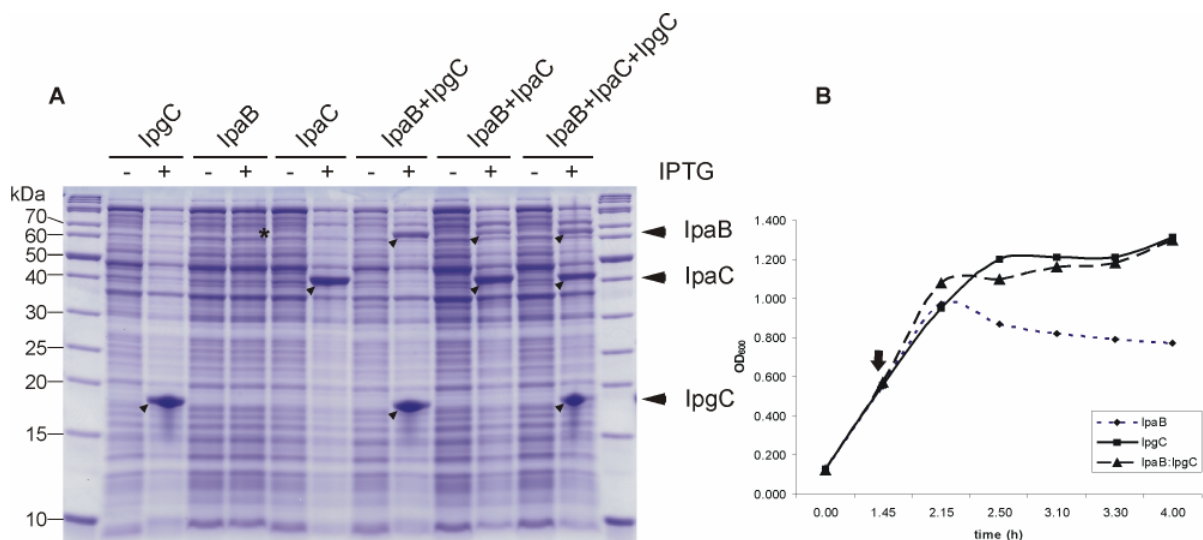 A
IpgC
IpaB
IpaC
IpaB+IpgC
IpaB+IpaC
IpaB+IpaC+IpgC
- + - + - + - + - + - + IPTG
kDa
70
60
50
40
30
25
20
15
10
*
IpaB
IpaC
IpgC
B
OD600
1.400
1.200
1.000
0.800
0.600
0.400
0.200
0.000
0.00 1.45 2.15 2.50 3.10 3.30 4.00
time (h)
IpaB
IpgC
IpaB:IpgC